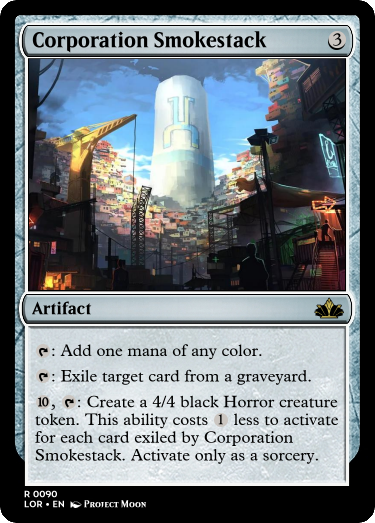 Corporation Smokestack 3
Artifact
: Add one mana of any color.
: Exile target card from a graveyard.
10, : Create a 4/4 black Horror creature
token. This ability costs 1 less to activate
for each card exiled by Corporation
Smokestack. Activate only as a sorcery.
R 0090
LOR • EN Project Moon